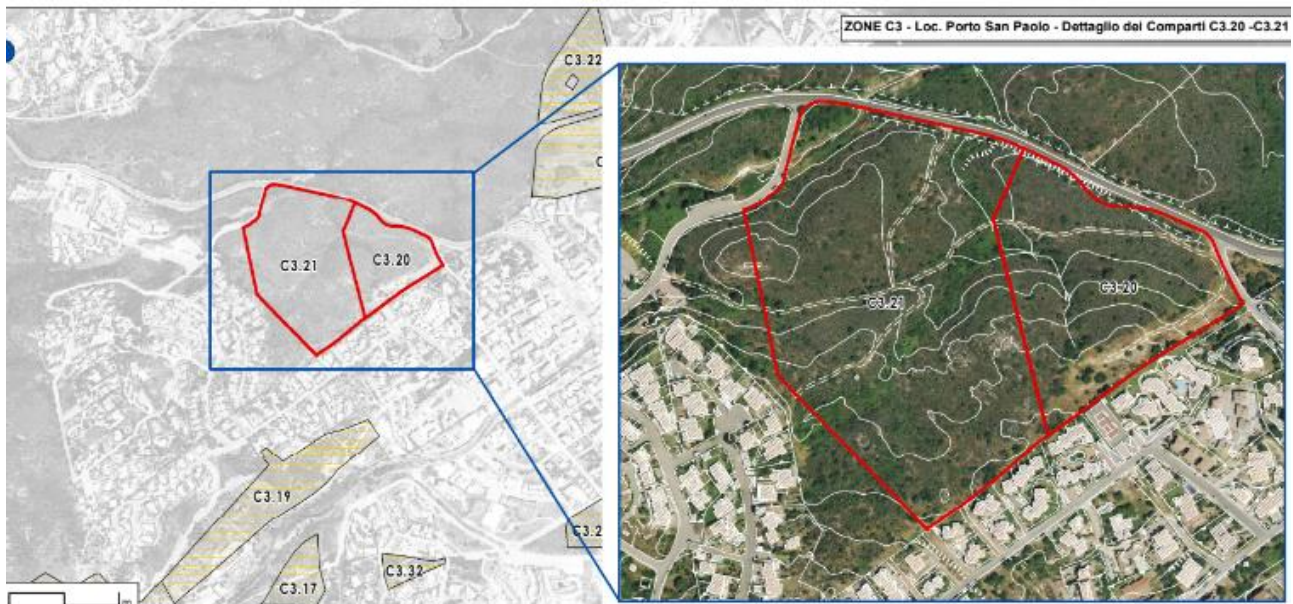 ZONE C3 - Loc. Porto San Paolo - Dettaglio dei Comparti C3.20 -C3.21
C3.22
C3.21
C3.20
C3.21
C3.20
C3.19
C3.17
C3.32